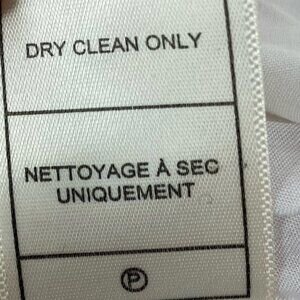 DRY CLEAN ONLY
NETTOYAGE À SEC
UNIQUEMENT
P